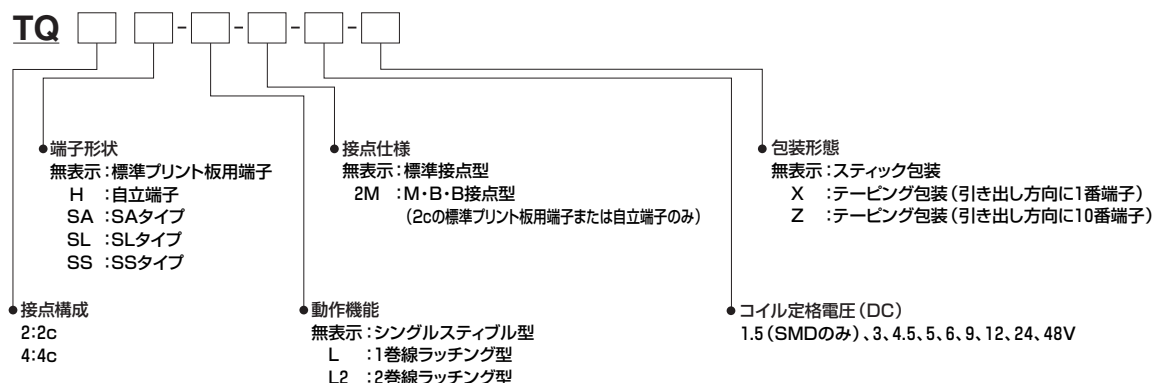 TQ - - - -
端子形状
無表示：標準プリント板用端子
H ：自立端子
SA ：SAタイプ
SL ：SLタイプ
SS ：SSタイプ
接点仕様
無表示：標準接点型
2M ：M・B・B接点型
（2cの標準プリント板用端子または自立端子のみ）
包装形態
無表示：スティック包装
X ：テーピング包装（引き出し方向に1番端子）
Z ：テーピング包装（引き出し方向に10番端子）
接点構成
2:2c
4:4c
動作機能
無表示：シングルスティブル型
L ：1巻線ラッチング型
L2 ：2巻線ラッチング型
コイル定格電圧（DC）
1.5（SMDのみ）、3、4.5、5、6、9、12、24、48V